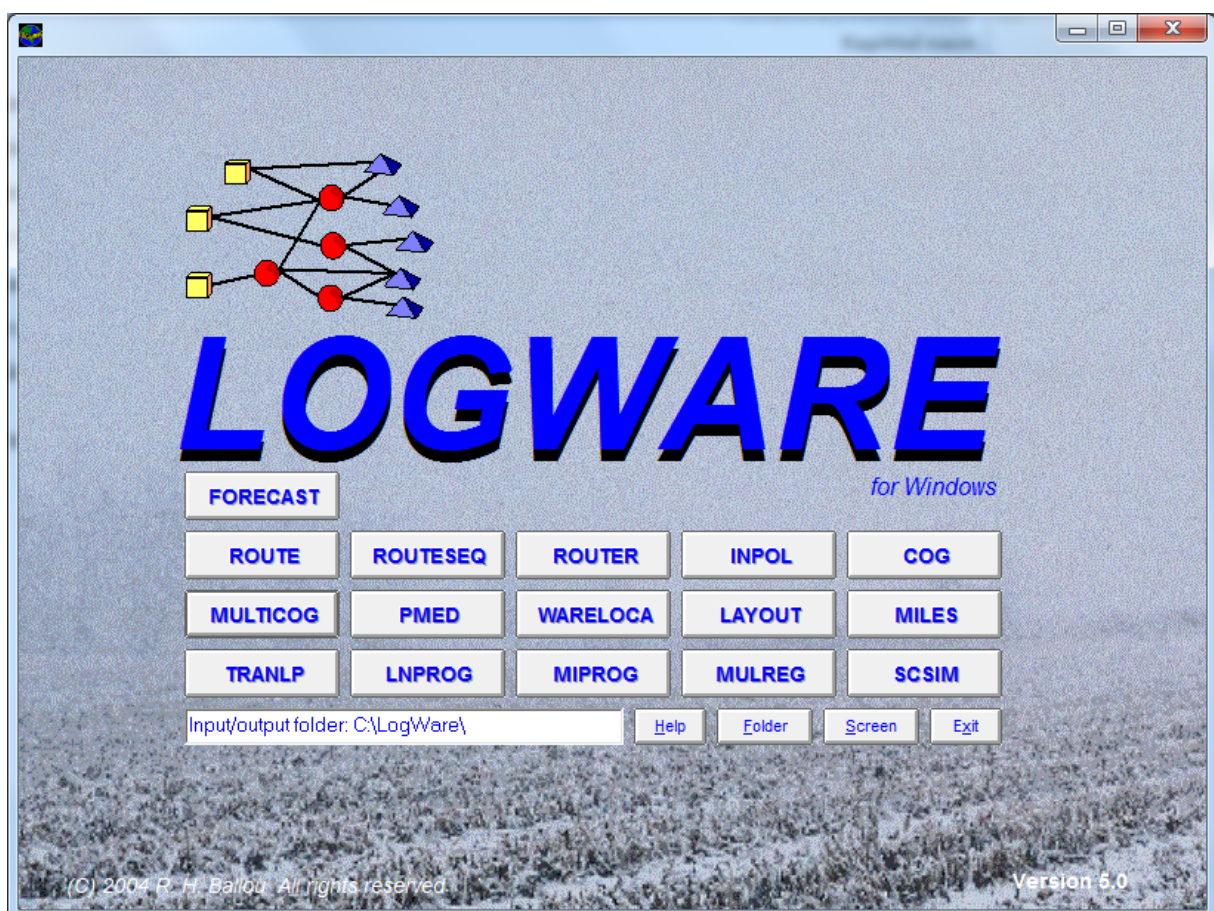 LOGWARE
for Windows
FORECAST
ROUTE ROUTESEQ ROUTER INPOL COG
MULTICOG PMED WARELOCA LAYOUT MILES
TRANLP LNPROG MIPROG MULREG SCSIM
Input/output folder: C:\LogWare\ Help Folder Screen Exit
(C) 2004 R. H. Ballou. All rights reserved. Version 5.0